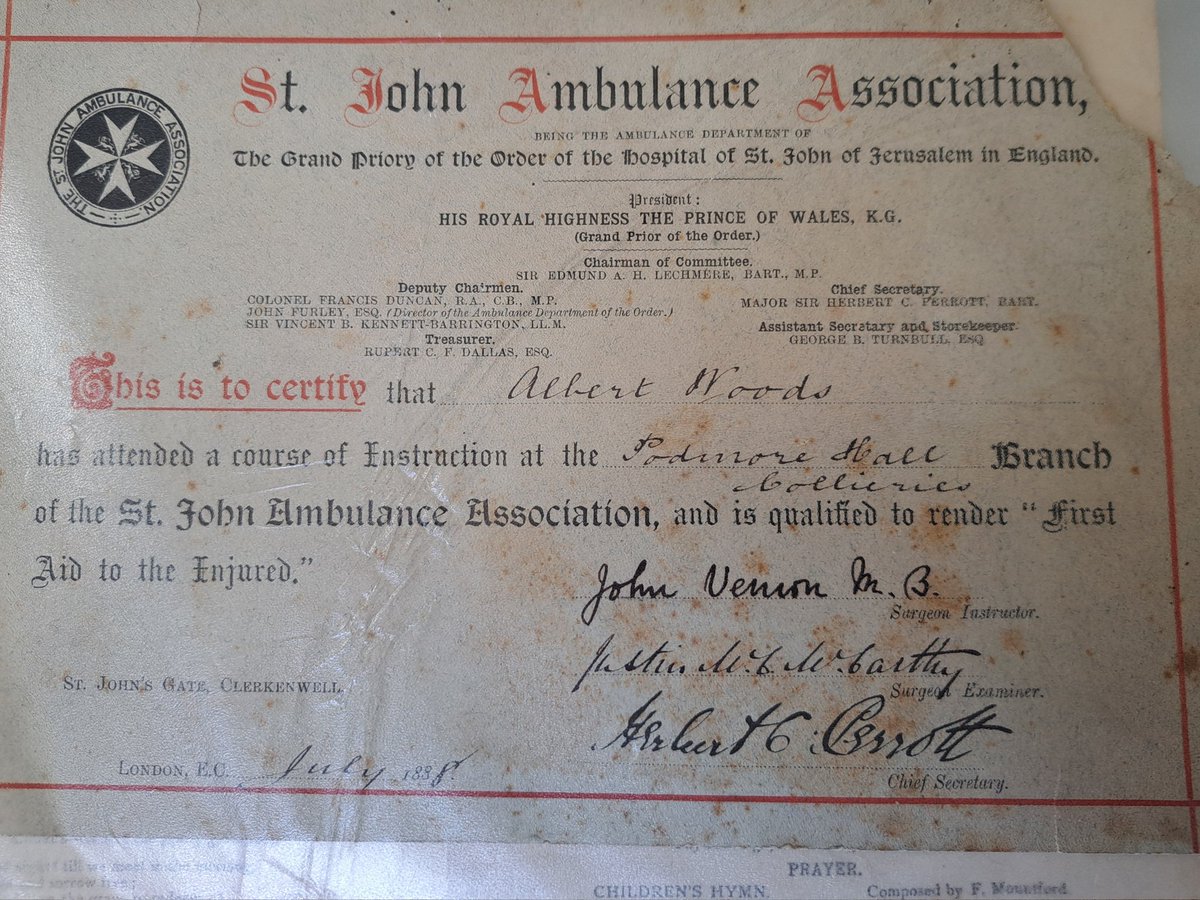 THE ST JOHN AMBULANCE ASSOCIATION.
St. John Ambulance Association,
BEING THE AMBULANCE DEPARTMENT OF
The Grand Priory of the Order of the Hospital of St. John of Jerusalem in England.
President:
HIS ROYAL HIGHNESS THE PRINCE OF WALES, K.G.
(Grand Prior of the Order.)
Chairman of Committee.
SIR EDMUND A. H. LECHMERE, BART., M.P.
Deputy Chairmen.
COLONEL FRANCIS DUNCAN, R.A., C.B., M.P.
JOHN FURLEY, ESQ. (Director of the Ambulance Department of the Order.)
SIR VINCENT B. KENNETT-BARRINGTON, LL.M.
Treasurer.
RUPERT C. F. DALLAS, ESQ.
Chief Secretary.
MAJOR SIR HERBERT C. PERROTT, BART.
Assistant Secretary and Storekeeper.
GEORGE B. TURNBULL, ESQ
This is to certify that Albert Woods
has attended a course of Instruction at the Podmore Hall Branch
Collieries
of the St. John Ambulance Association, and is qualified to render "First
Aid to the Injured."
John Vernon M.B.
Surgeon Instructor.
McCarthy
Surgeon Examiner.
ST. JOHN'S GATE, CLERKENWELL,
Herbert C. Perrott
Chief Secretary.
LONDON, E.C. July 1888.
PRAYER.
CHILDREN'S HYMN. Composed by F. Mountford